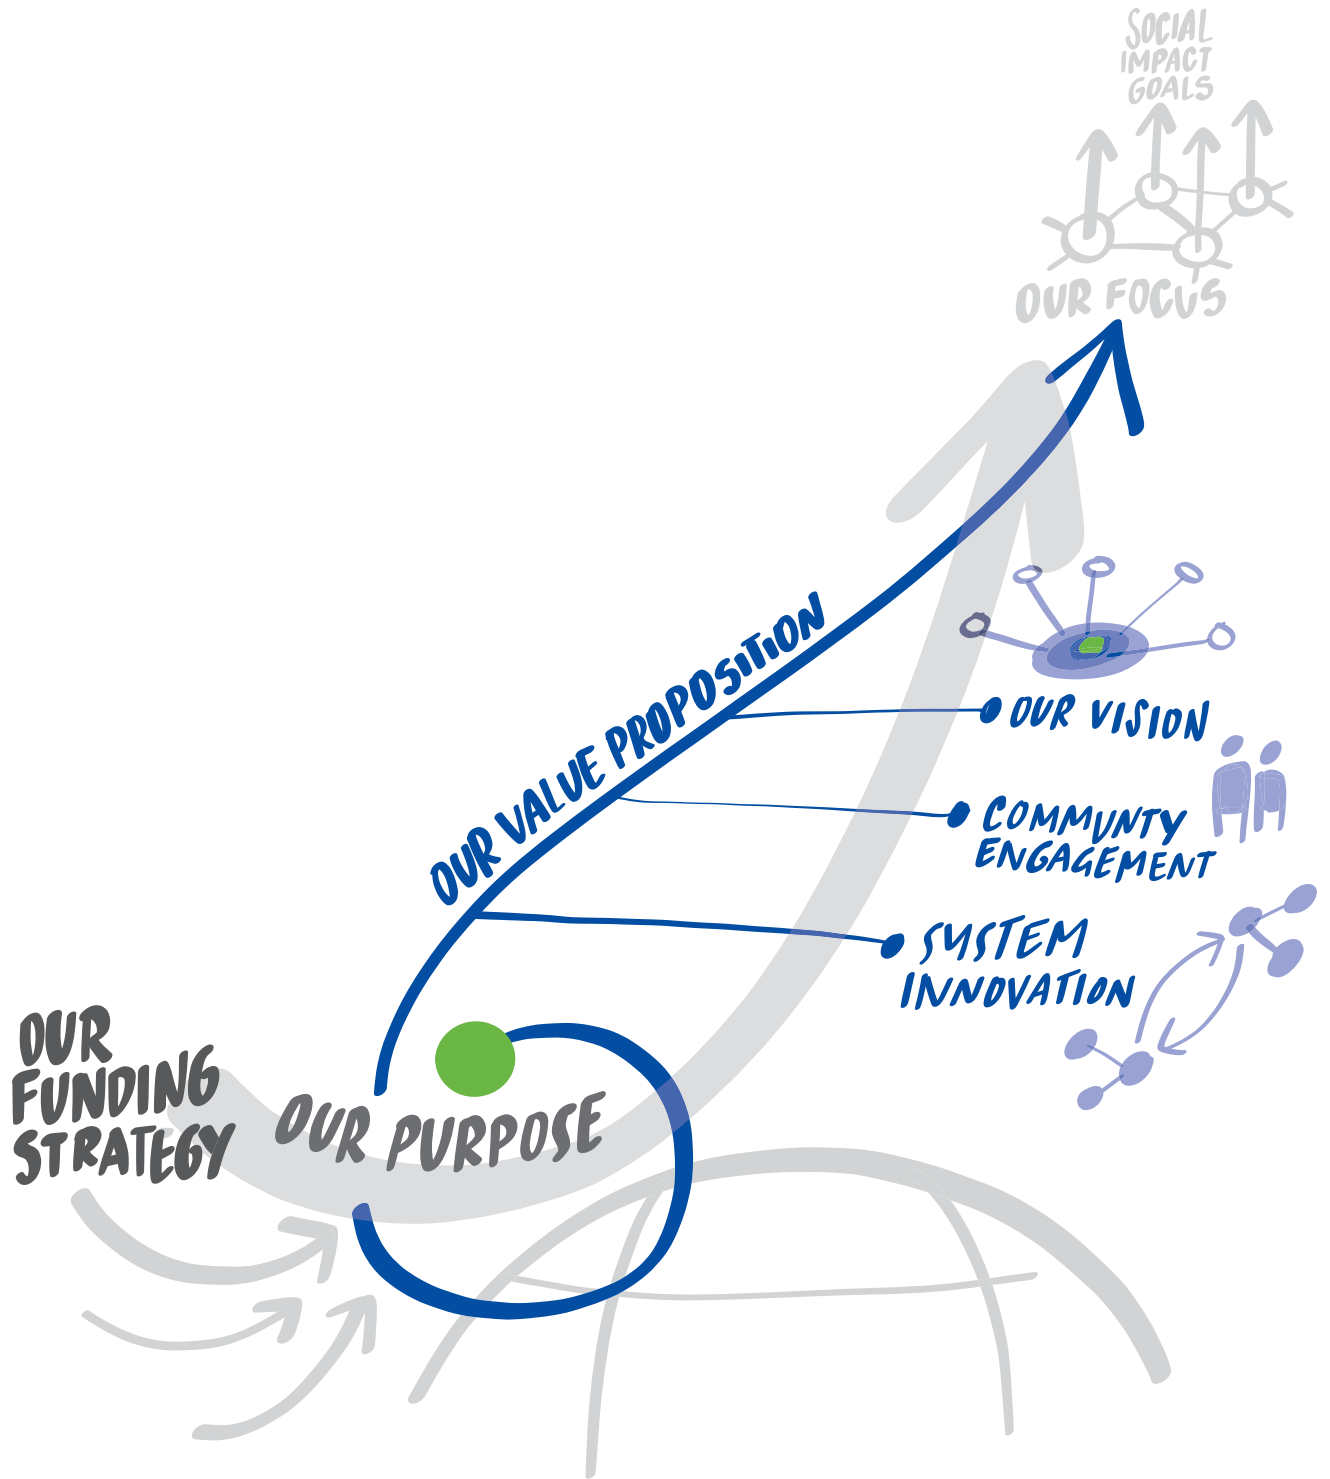 SOCIAL
IMPACT
GOALS
OUR FOCUS
OUR VALUE PROPOSITION
OUR VISION
COMMUNTY
ENGAGEMENT
SYSTEM
INNOVATION
OUR
FUNDING
STRATEGY
OUR PURPOSE